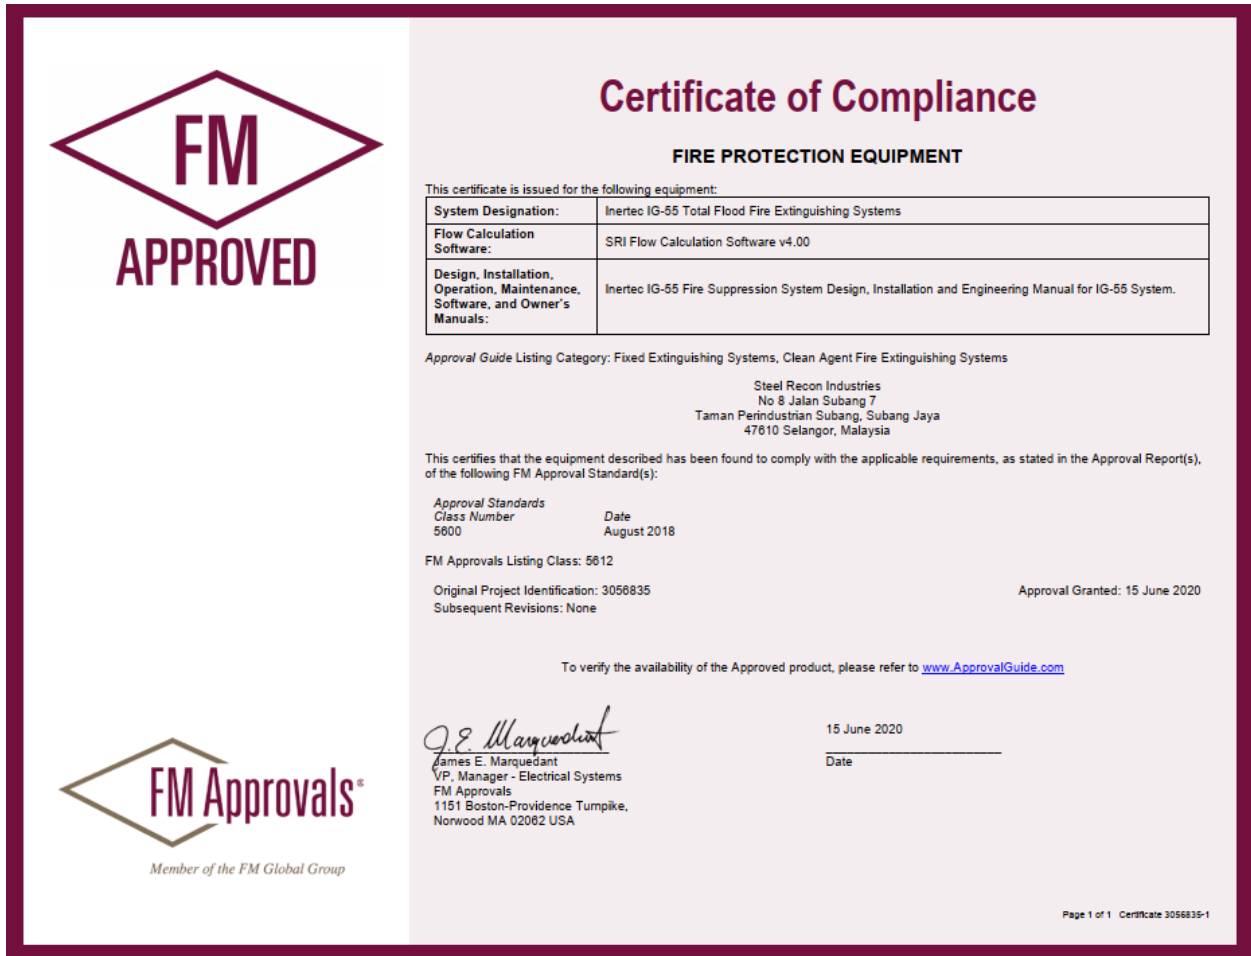 FM
APPROVED
Certificate of Compliance
FIRE PROTECTION EQUIPMENT
This certificate is issued for the following equipment:
System Designation: Inertec IG-55 Total Flood Fire Extinguishing Systems
Flow Calculation
Software: SRI Flow Calculation Software v4.00
Design, Installation,
Operation, Maintenance,
Software, and Owner's
Manuals: Inertec IG-55 Fire Suppression System Design, Installation and Engineering Manual for IG-55 System.
Approval Guide Listing Category: Fixed Extinguishing Systems, Clean Agent Fire Extinguishing Systems
Steel Recon Industries
No 8 Jalan Subang 7
Taman Perindustrian Subang, Subang Jaya
47610 Selangor, Malaysia
This certifies that the equipment described has been found to comply with the applicable requirements, as stated in the Approval Report(s),
of the following FM Approval Standard(s):
Approval Standards
Class Number Date
5600 August 2018
FM Approvals Listing Class: 5612
Original Project Identification: 3056835 Approval Granted: 15 June 2020
Subsequent Revisions: None
To verify the availability of the Approved product, please refer to www.ApprovalGuide.com
J.E. Marquedant
15 June 2020
James E. Marquedant Date
VP, Manager - Electrical Systems
FM Approvals
1151 Boston-Providence Turnpike,
Norwood MA 02062 USA
FM Approvals®
Member of the FM Global Group
Page 1 of 1 Certificate 3056835-1